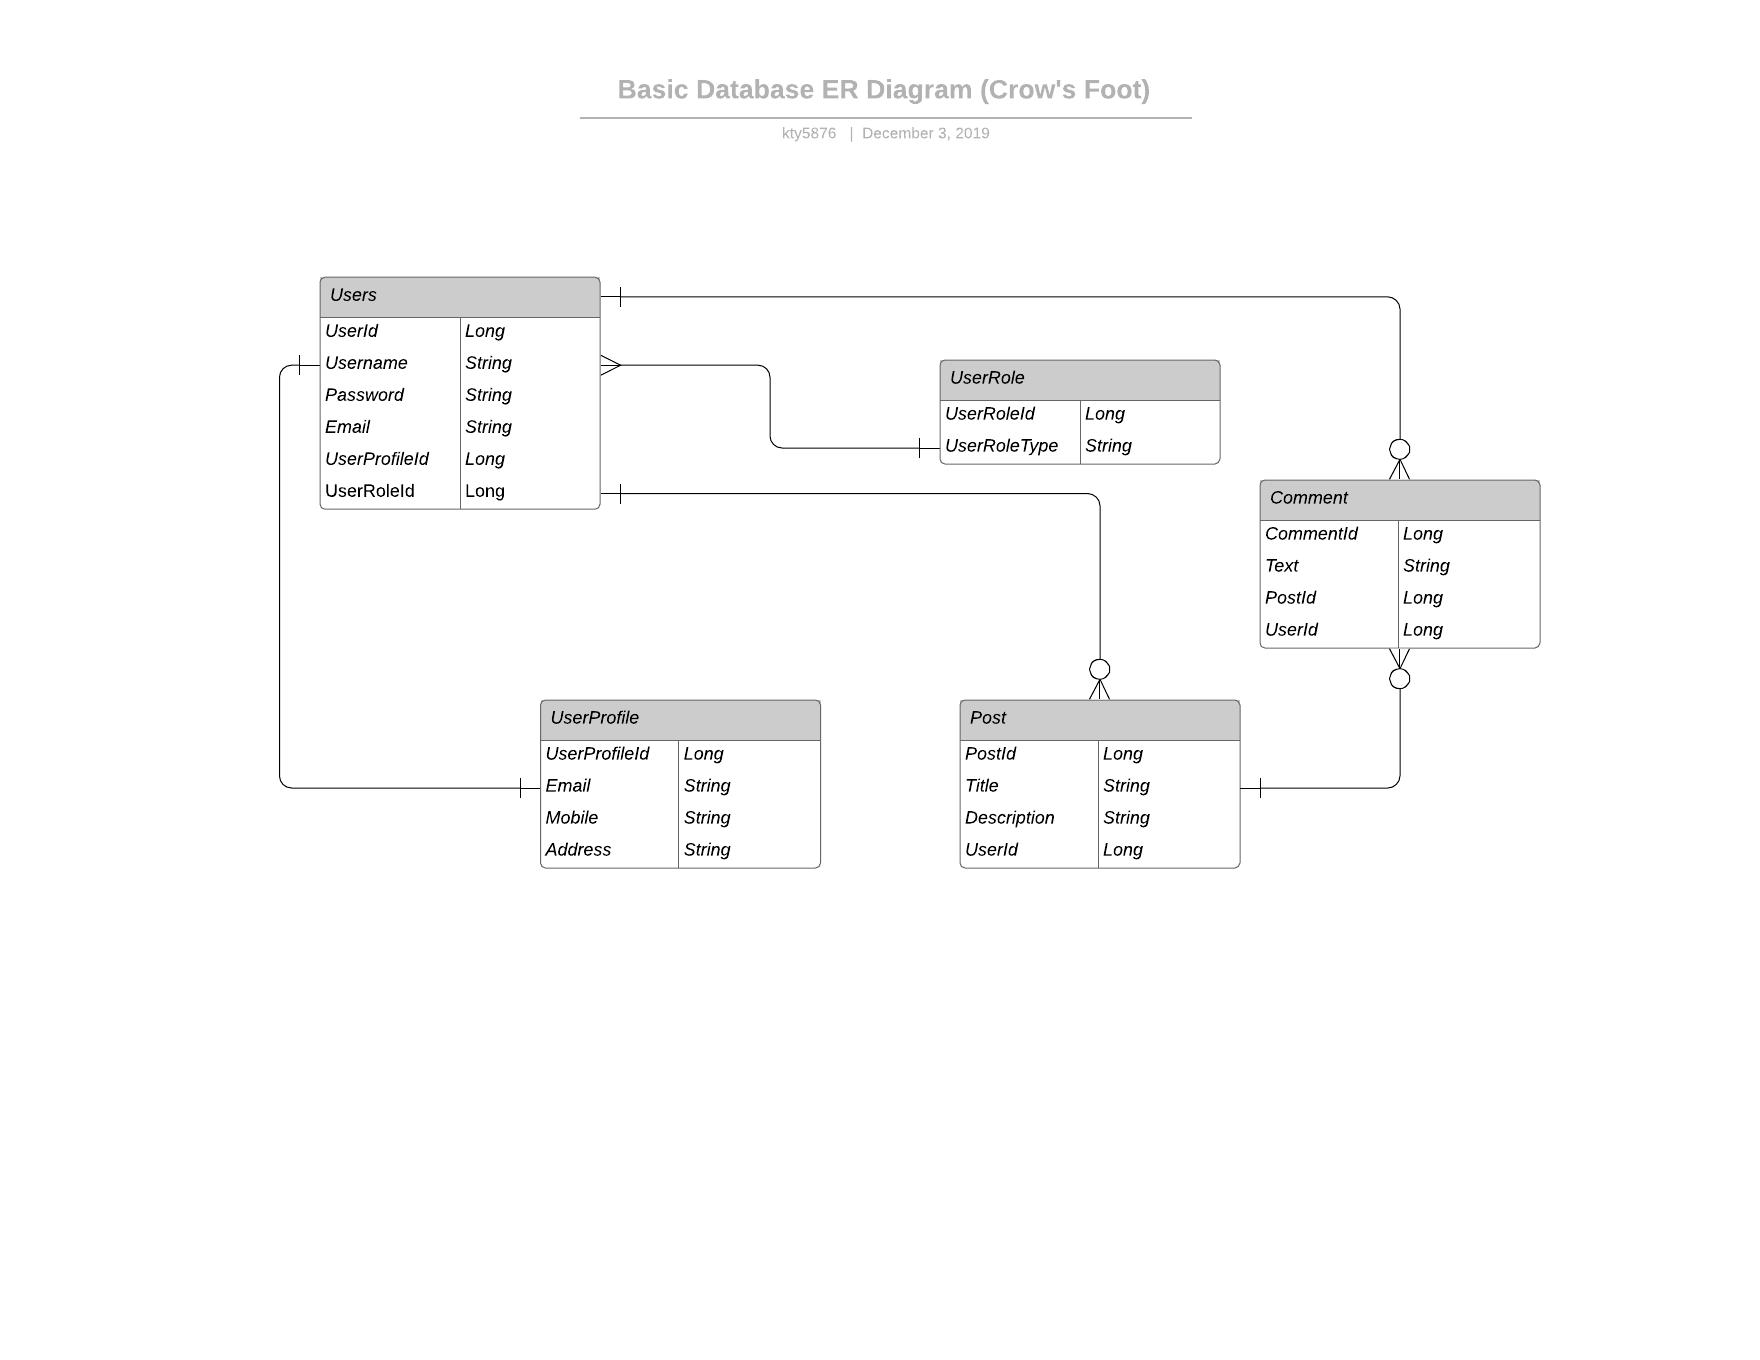 Basic Database ER Diagram (Crow's Foot)
kty5876 | December 3, 2019
Users
UserId Long
Username String
Password String
Email String
UserProfileId Long
UserRoleId Long
UserRole
UserRoleId Long
UserRoleType String
Comment
CommentId Long
Text String
PostId Long
UserId Long
UserProfile
UserProfileId Long
Email String
Mobile String
Address String
Post
PostId Long
Title String
Description String
UserId Long